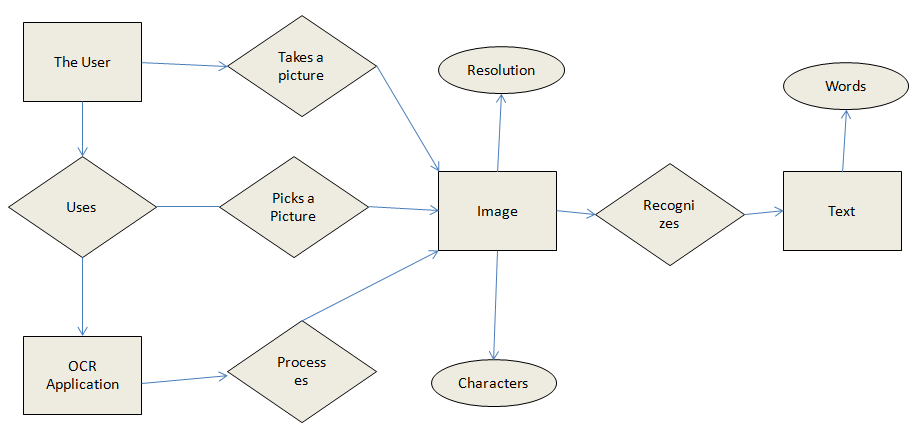 The User
Takes a
picture
Resolution
Words
Uses
Picks a
Picture
Image
Recogni
zes
Text
OCR
Application
Process
es
Characters